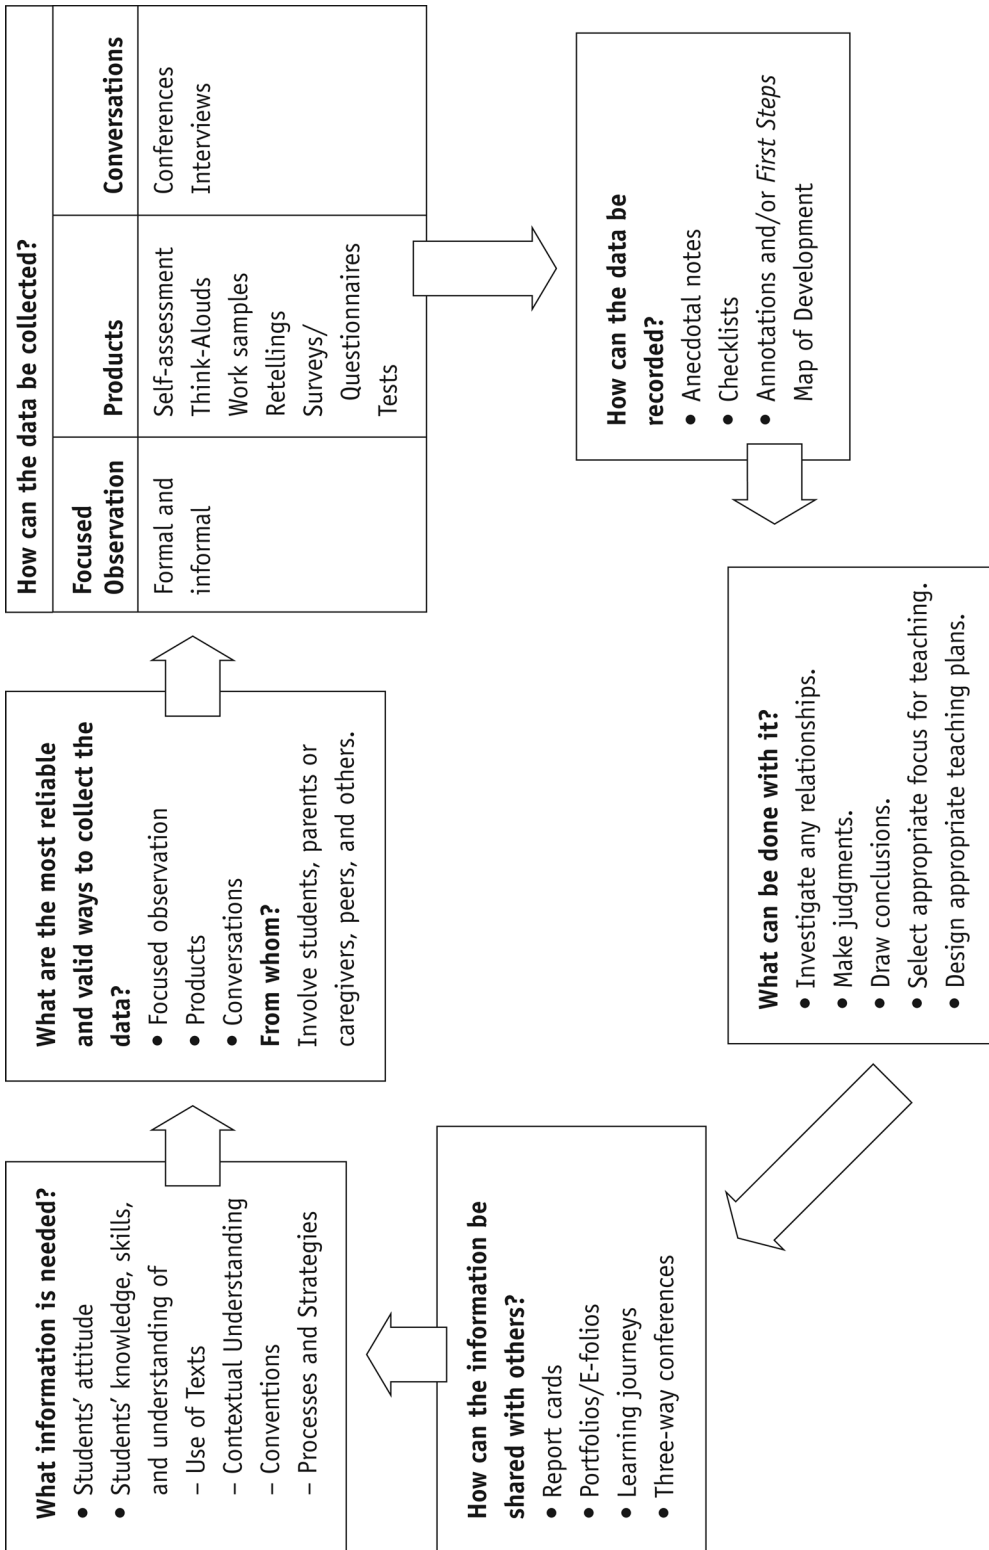 What information is needed?
• Students' attitude
• Students' knowledge, skills,
and understanding of
– Use of Texts
– Contextual Understanding
– Conventions
– Processes and Strategies
What are the most reliable
and valid ways to collect the
data?
• Focused observation
• Products
• Conversations
From whom?
Involve students, parents or
caregivers, peers, and others.
How can the data be collected?
Focused
Observation
Products
Conversations
Formal and
informal
Self-assessment
Think-Alouds
Work samples
Retellings
Surveys/
Questionnaires
Tests
Conferences
Interviews
How can the data be
recorded?
• Anecdotal notes
• Checklists
• Annotations and/or First Steps
Map of Development
What can be done with it?
• Investigate any relationships.
• Make judgments.
• Draw conclusions.
• Select appropriate focus for teaching.
• Design appropriate teaching plans.
How can the information be
shared with others?
• Report cards
• Portfolios/E-folios
• Learning journeys
• Three-way conferences